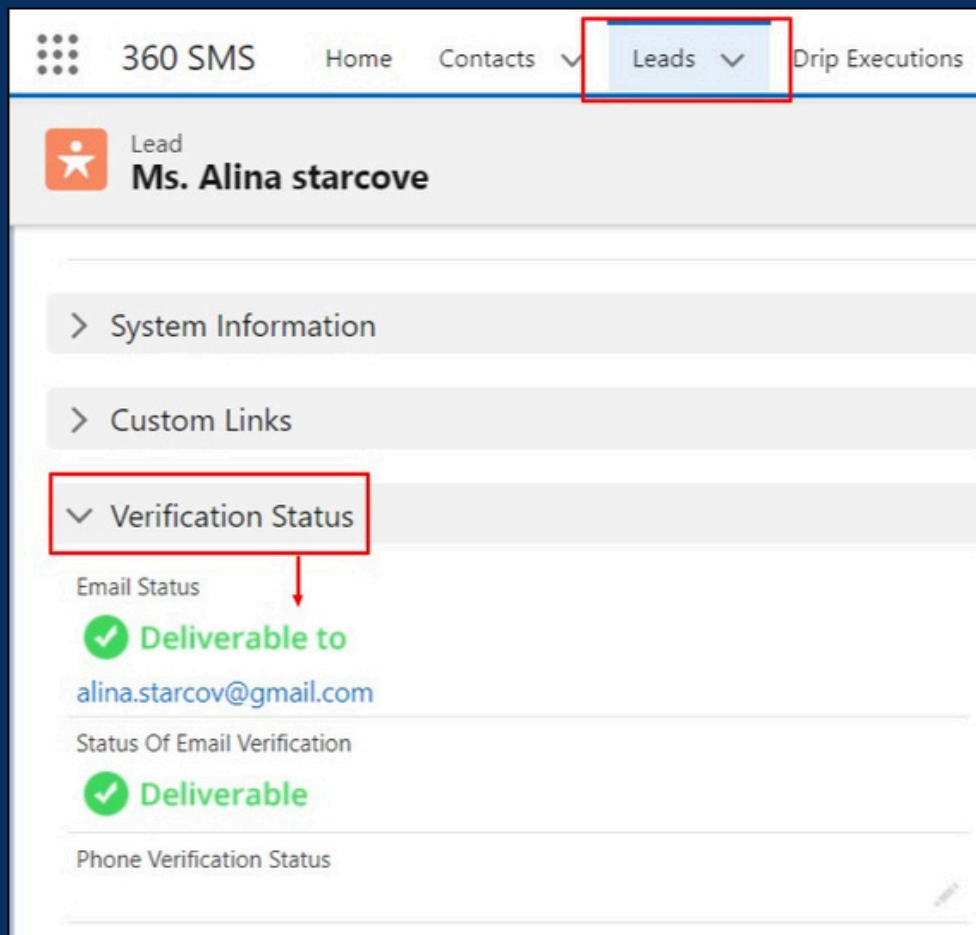 360 SMS Home Contacts Leads Drip Executions
Lead
Ms. Alina starcove
System Information
Custom Links
Verification Status
Email Status
Deliverable to
alina.starcov@gmail.com
Status Of Email Verification
Deliverable
Phone Verification Status